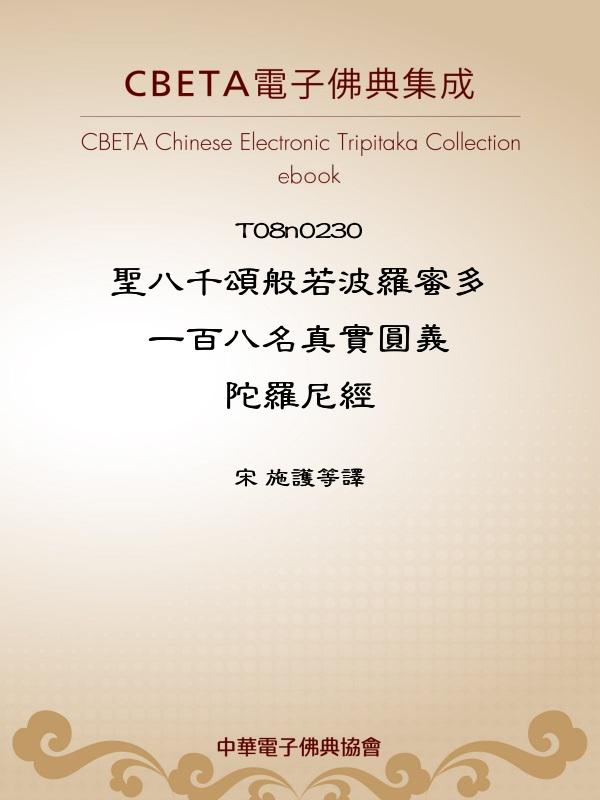 CBETA電子佛典集成
CBETA Chinese Electronic Tripitaka Collection
ebook
T08n0230
聖八千頌般若波羅蜜多
一百八名真實圓義
陀羅尼經
宋 施護等譯
中華電子佛典協會